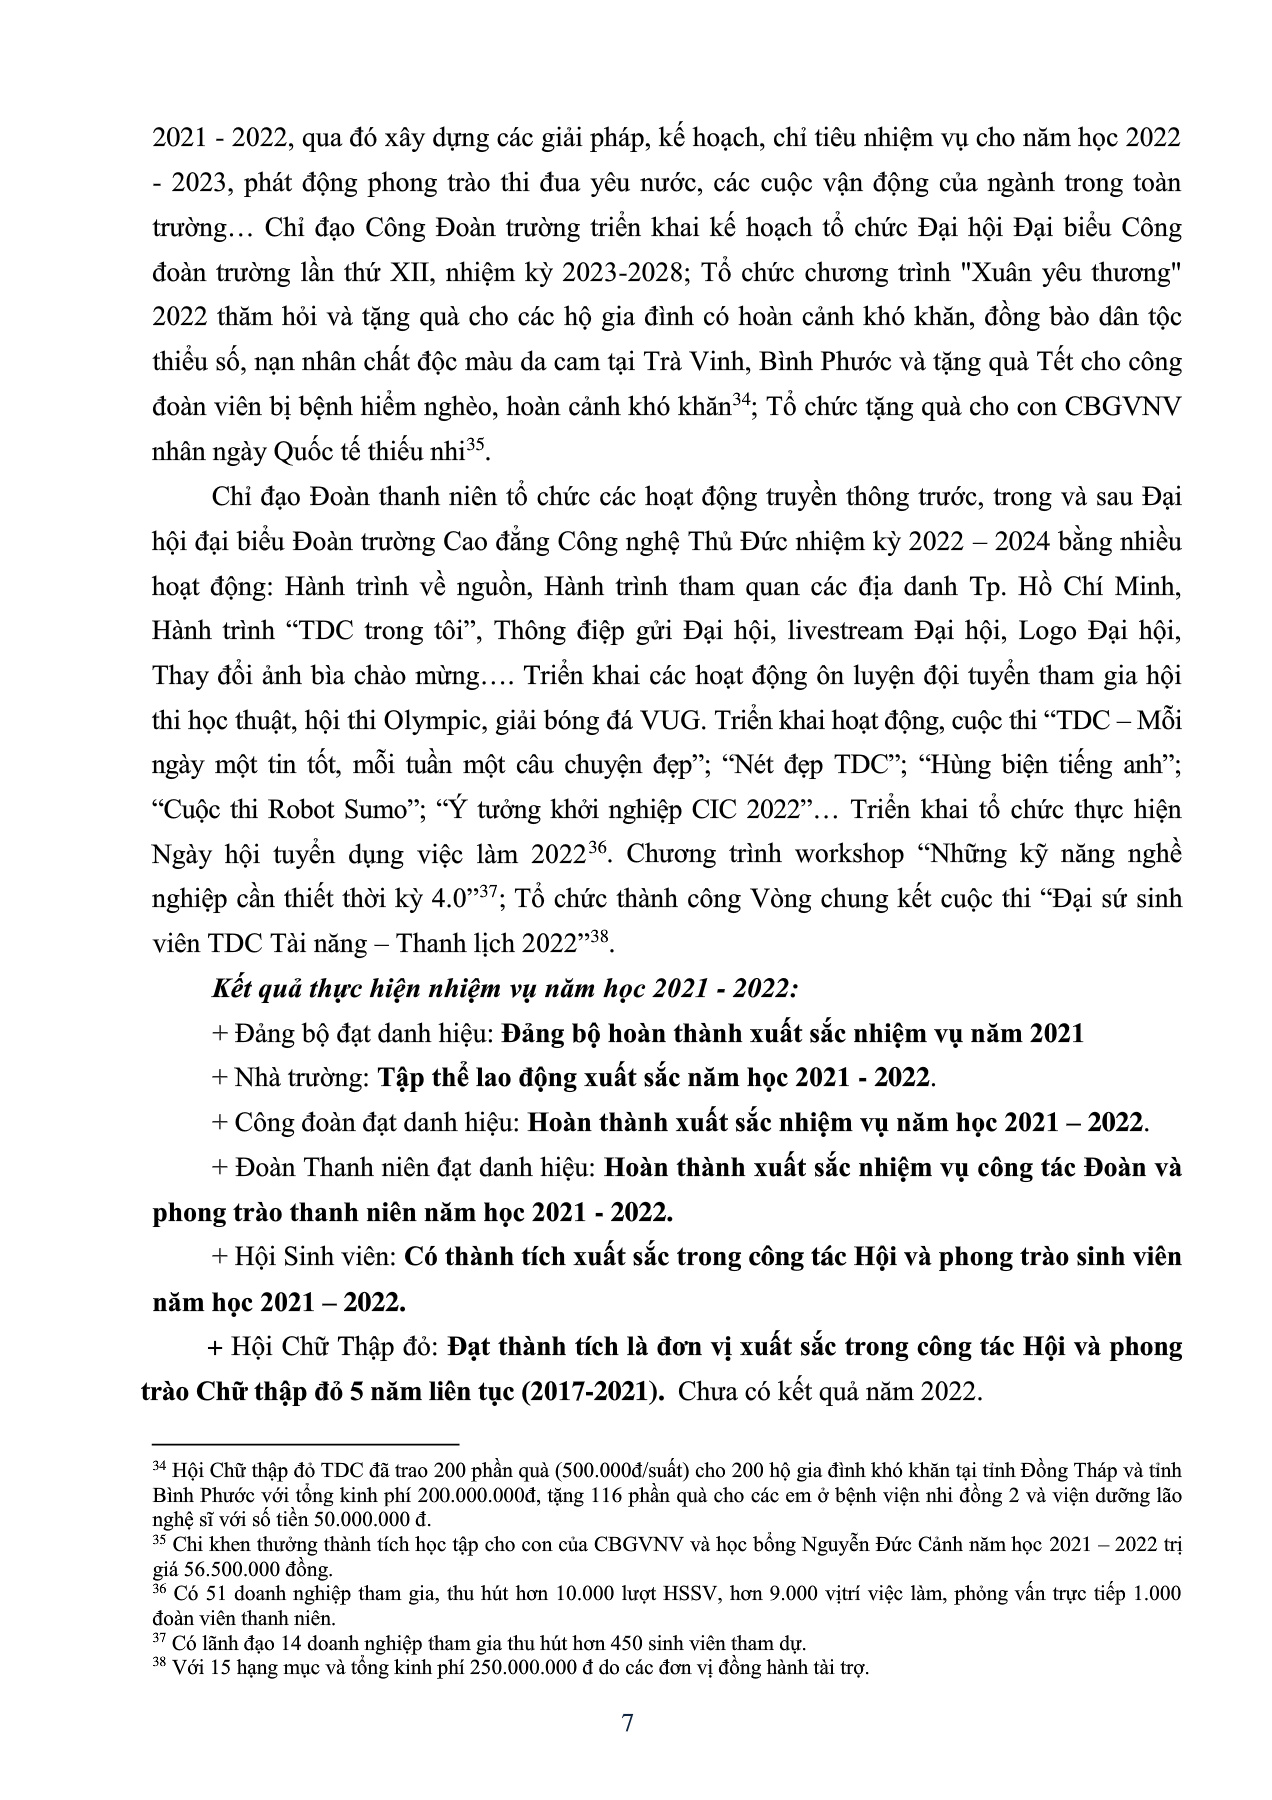 2021 - 2022, qua đó xây dựng các giải pháp, kế hoạch, chỉ tiêu nhiệm vụ cho năm học 2022
- 2023, phát động phong trào thi đua yêu nước, các cuộc vận động của ngành trong toàn
trường… Chỉ đạo Công Đoàn trường triển khai kế hoạch tổ chức Đại hội Đại biểu Công
đoàn trường lần thứ XII, nhiệm kỳ 2023-2028; Tổ chức chương trình "Xuân yêu thương"
2022 thăm hỏi và tặng quà cho các hộ gia đình có hoàn cảnh khó khăn, đồng bào dân tộc
thiểu số, nạn nhân chất độc màu da cam tại Trà Vinh, Bình Phước và tặng quà Tết cho công
đoàn viên bị bệnh hiểm nghèo, hoàn cảnh khó khăn³⁴; Tổ chức tặng quà cho con CBGVNV
nhân ngày Quốc tế thiếu nhi³⁵.
Chỉ đạo Đoàn thanh niên tổ chức các hoạt động truyền thông trước, trong và sau Đại
hội đại biểu Đoàn trường Cao đẳng Công nghệ Thủ Đức nhiệm kỳ 2022 – 2024 bằng nhiều
hoạt động: Hành trình về nguồn, Hành trình tham quan các địa danh Tp. Hồ Chí Minh,
Hành trình “TDC trong tôi”, Thông điệp gửi Đại hội, livestream Đại hội, Logo Đại hội,
Thay đổi ảnh bìa chào mừng…. Triển khai các hoạt động ôn luyện đội tuyển tham gia hội
thi học thuật, hội thi Olympic, giải bóng đá VUG. Triển khai hoạt động, cuộc thi “TDC – Mỗi
ngày một tin tốt, mỗi tuần một câu chuyện đẹp”; “Nét đẹp TDC”; “Hùng biện tiếng anh”;
“Cuộc thi Robot Sumo”; “Ý tưởng khởi nghiệp CIC 2022”… Triển khai tổ chức thực hiện
Ngày hội tuyển dụng việc làm 2022³⁶. Chương trình workshop “Những kỹ năng nghề
nghiệp cần thiết thời kỳ 4.0”³⁷; Tổ chức thành công Vòng chung kết cuộc thi “Đại sứ sinh
viên TDC Tài năng – Thanh lịch 2022”³⁸.
Kết quả thực hiện nhiệm vụ năm học 2021 - 2022:
+ Đảng bộ đạt danh hiệu: Đảng bộ hoàn thành xuất sắc nhiệm vụ năm 2021
+ Nhà trường: Tập thể lao động xuất sắc năm học 2021 - 2022.
+ Công đoàn đạt danh hiệu: Hoàn thành xuất sắc nhiệm vụ năm học 2021 – 2022.
+ Đoàn Thanh niên đạt danh hiệu: Hoàn thành xuất sắc nhiệm vụ công tác Đoàn và
phong trào thanh niên năm học 2021 - 2022.
+ Hội Sinh viên: Có thành tích xuất sắc trong công tác Hội và phong trào sinh viên
năm học 2021 – 2022.
+ Hội Chữ Thập đỏ: Đạt thành tích là đơn vị xuất sắc trong công tác Hội và phong
trào Chữ thập đỏ 5 năm liên tục (2017-2021). Chưa có kết quả năm 2022.
³⁴ Hội Chữ thập đỏ TDC đã trao 200 phần quà (500.000đ/suất) cho 200 hộ gia đình khó khăn tại tỉnh Đồng Tháp và tỉnh
Bình Phước với tổng kinh phí 200.000.000đ, tặng 116 phần quà cho các em ở bệnh viện nhi đồng 2 và viện dưỡng lão
nghệ sĩ với số tiền 50.000.000 đ.
³⁵ Chi khen thưởng thành tích học tập cho con của CBGVNV và học bổng Nguyễn Đức Cảnh năm học 2021 – 2022 trị
giá 56.500.000 đồng.
³⁶ Có 51 doanh nghiệp tham gia, thu hút hơn 10.000 lượt HSSV, hơn 9.000 vịtrí việc làm, phỏng vấn trực tiếp 1.000
đoàn viên thanh niên.
³⁷ Có lãnh đạo 14 doanh nghiệp tham gia thu hút hơn 450 sinh viên tham dự.
³⁸ Với 15 hạng mục và tổng kinh phí 250.000.000 đ do các đơn vị đồng hành tài trợ.
7